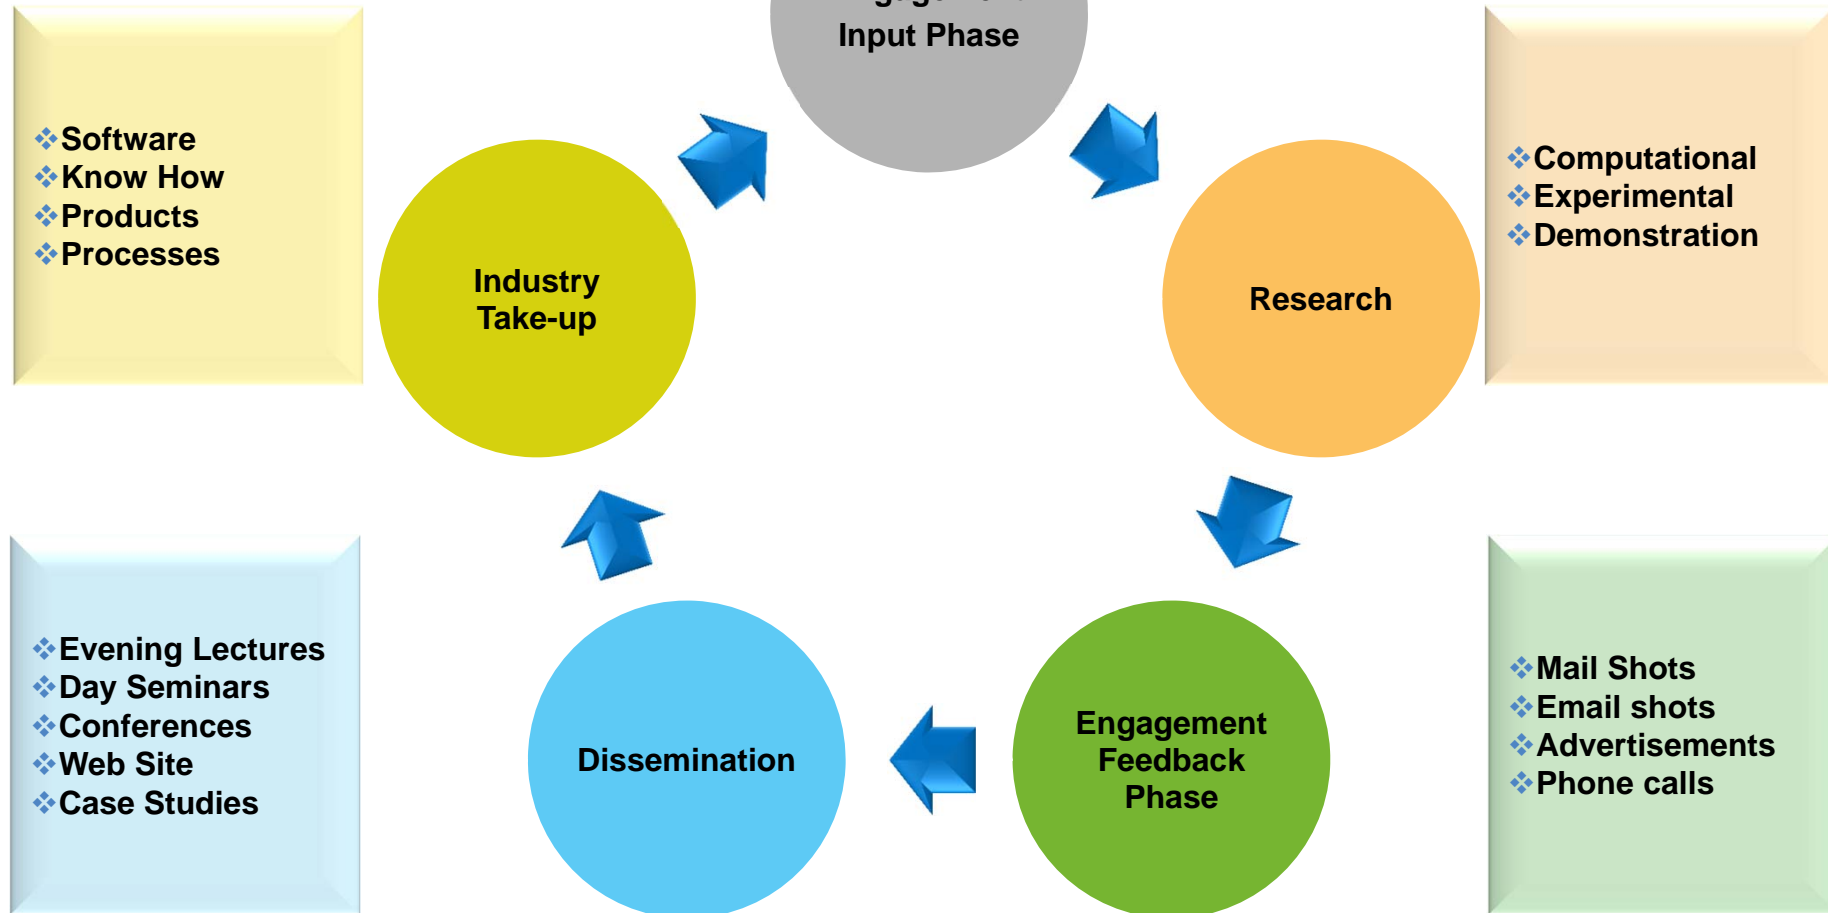 Input Phase
Software
Know How
Products
Processes
Industry
Take-up
Research
Computational
Experimental
Demonstration
Evening Lectures
Day Seminars
Conferences
Web Site
Case Studies
Dissemination
Engagement
Feedback
Phase
Mail Shots
Email shots
Advertisements
Phone calls